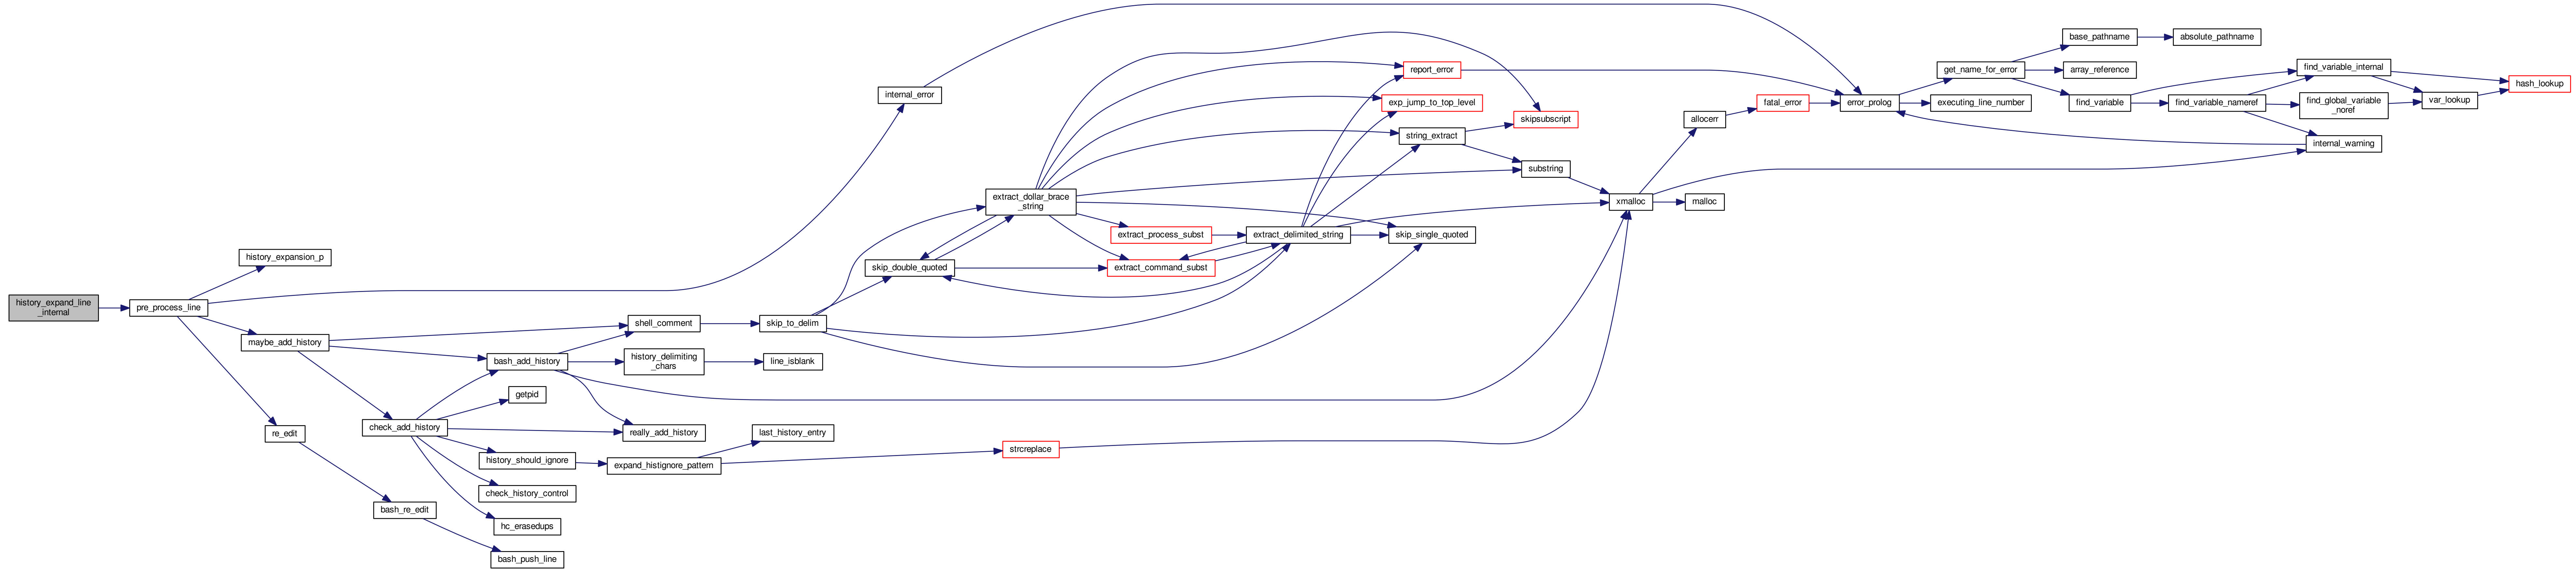 history_expand_line
_internal
pre_process_line
history_expansion_p
maybe_add_history
re_edit
check_add_history
bash_re_edit
bash_add_history
getpid
history_should_ignore
check_history_control
hc_erasedups
bash_push_line
shell_comment
history_delimiting
_chars
really_add_history
expand_histignore_pattern
skip_to_delim
line_isblank
last_history_entry
internal_error
skip_double_quoted
extract_dollar_brace
_string
strcreplace
extract_process_subst
extract_command_subst
extract_delimited_string
report_error
exp_jump_to_top_level
string_extract
skip_single_quoted
skipsubscript
substring
xmalloc
allocerr
malloc
fatal_error
error_prolog
get_name_for_error
executing_line_number
base_pathname
array_reference
find_variable
absolute_pathname
find_variable_nameref
find_variable_internal
find_global_variable
_noref
internal_warning
var_lookup
hash_lookup